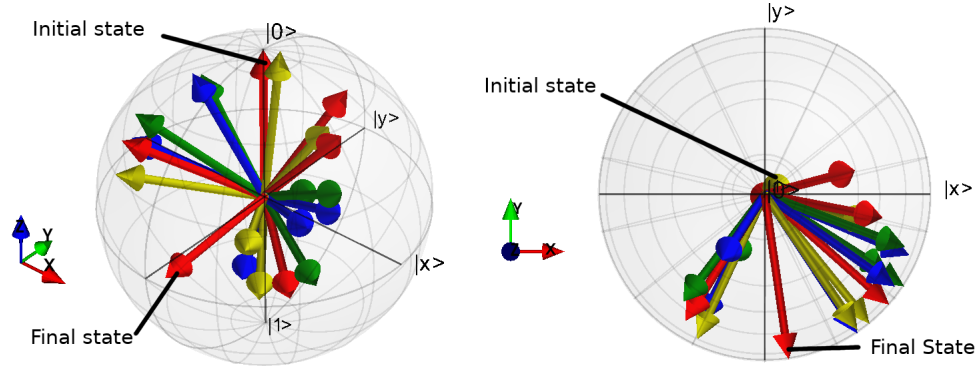 Initial state
|0>
|y>
|x>
|1>
Final state
Z
Y
X
|y>
Initial state
|0>
|x>
Final State
Y
Z
X